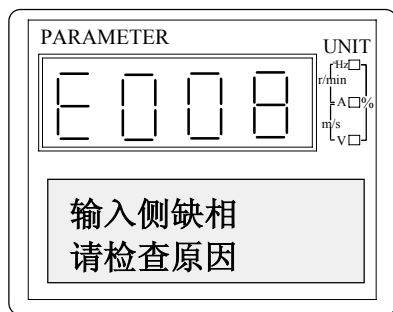 PARAMETER
UNIT
E008
Hz
r/min
A
%
m/s
V
输入侧缺相
请检查原因